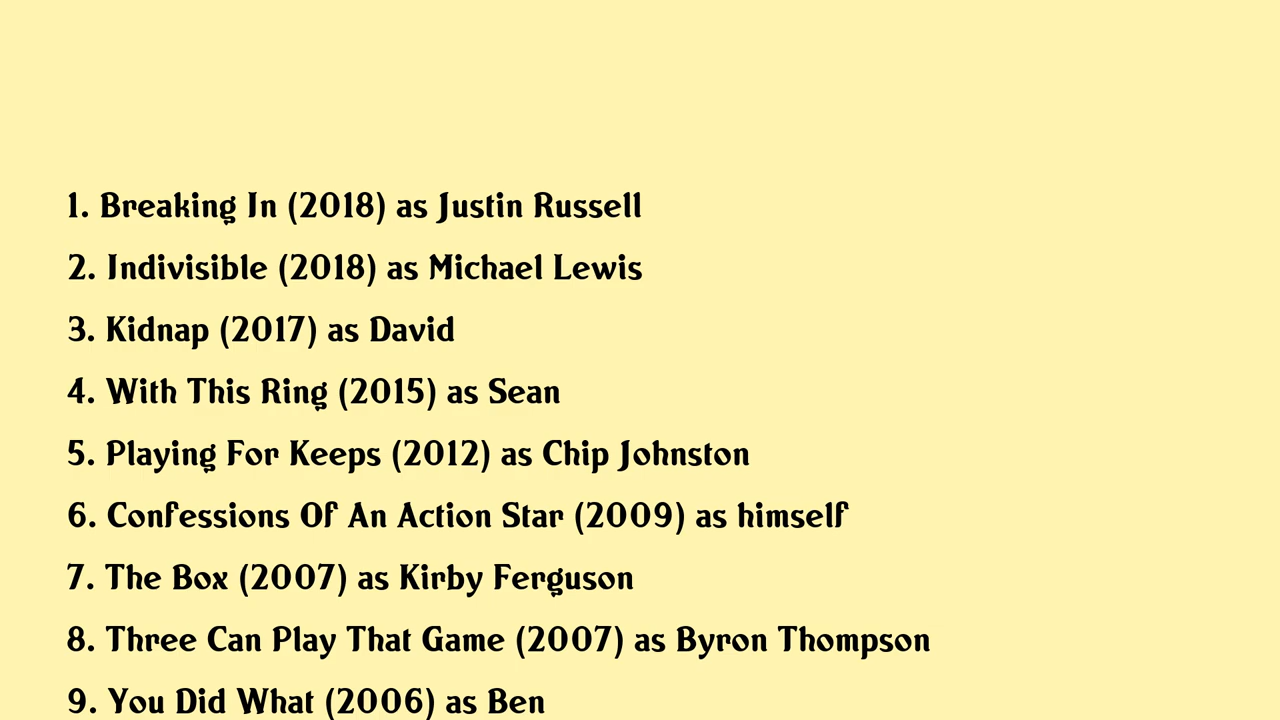 1. Breaking In (2018) as Justin Russell
2. Indivisible (2018) as Michael Lewis
3. Kidnap (2017) as David
4. With This Ring (2015) as Sean
5. Playing For Keeps (2012) as Chip Johnston
6. Confessions Of An Action Star (2009) as himself
7. The Box (2007) as Kirby Ferguson
8. Three Can Play That Game (2007) as Byron Thompson
9. You Did What (2006) as Ben